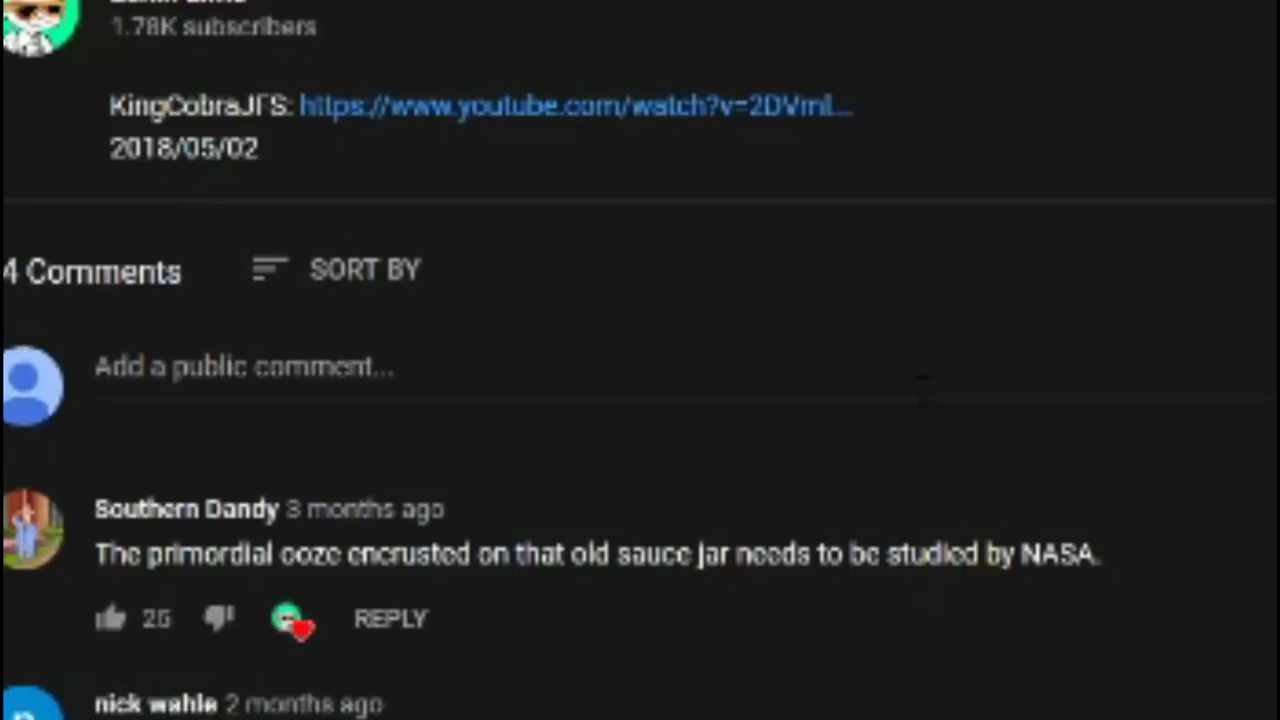 1.78K subscribers
KingCobraJFS: https://www.youtube.com/watch?v=2DVml...
2018/05/02
4 Comments
SORT BY
Add a public comment...
Southern Dandy 3 months ago
The primordial ooze encrusted on that old sauce jar needs to be studied by NASA.
25 REPLY
nick wahle 2 months ago